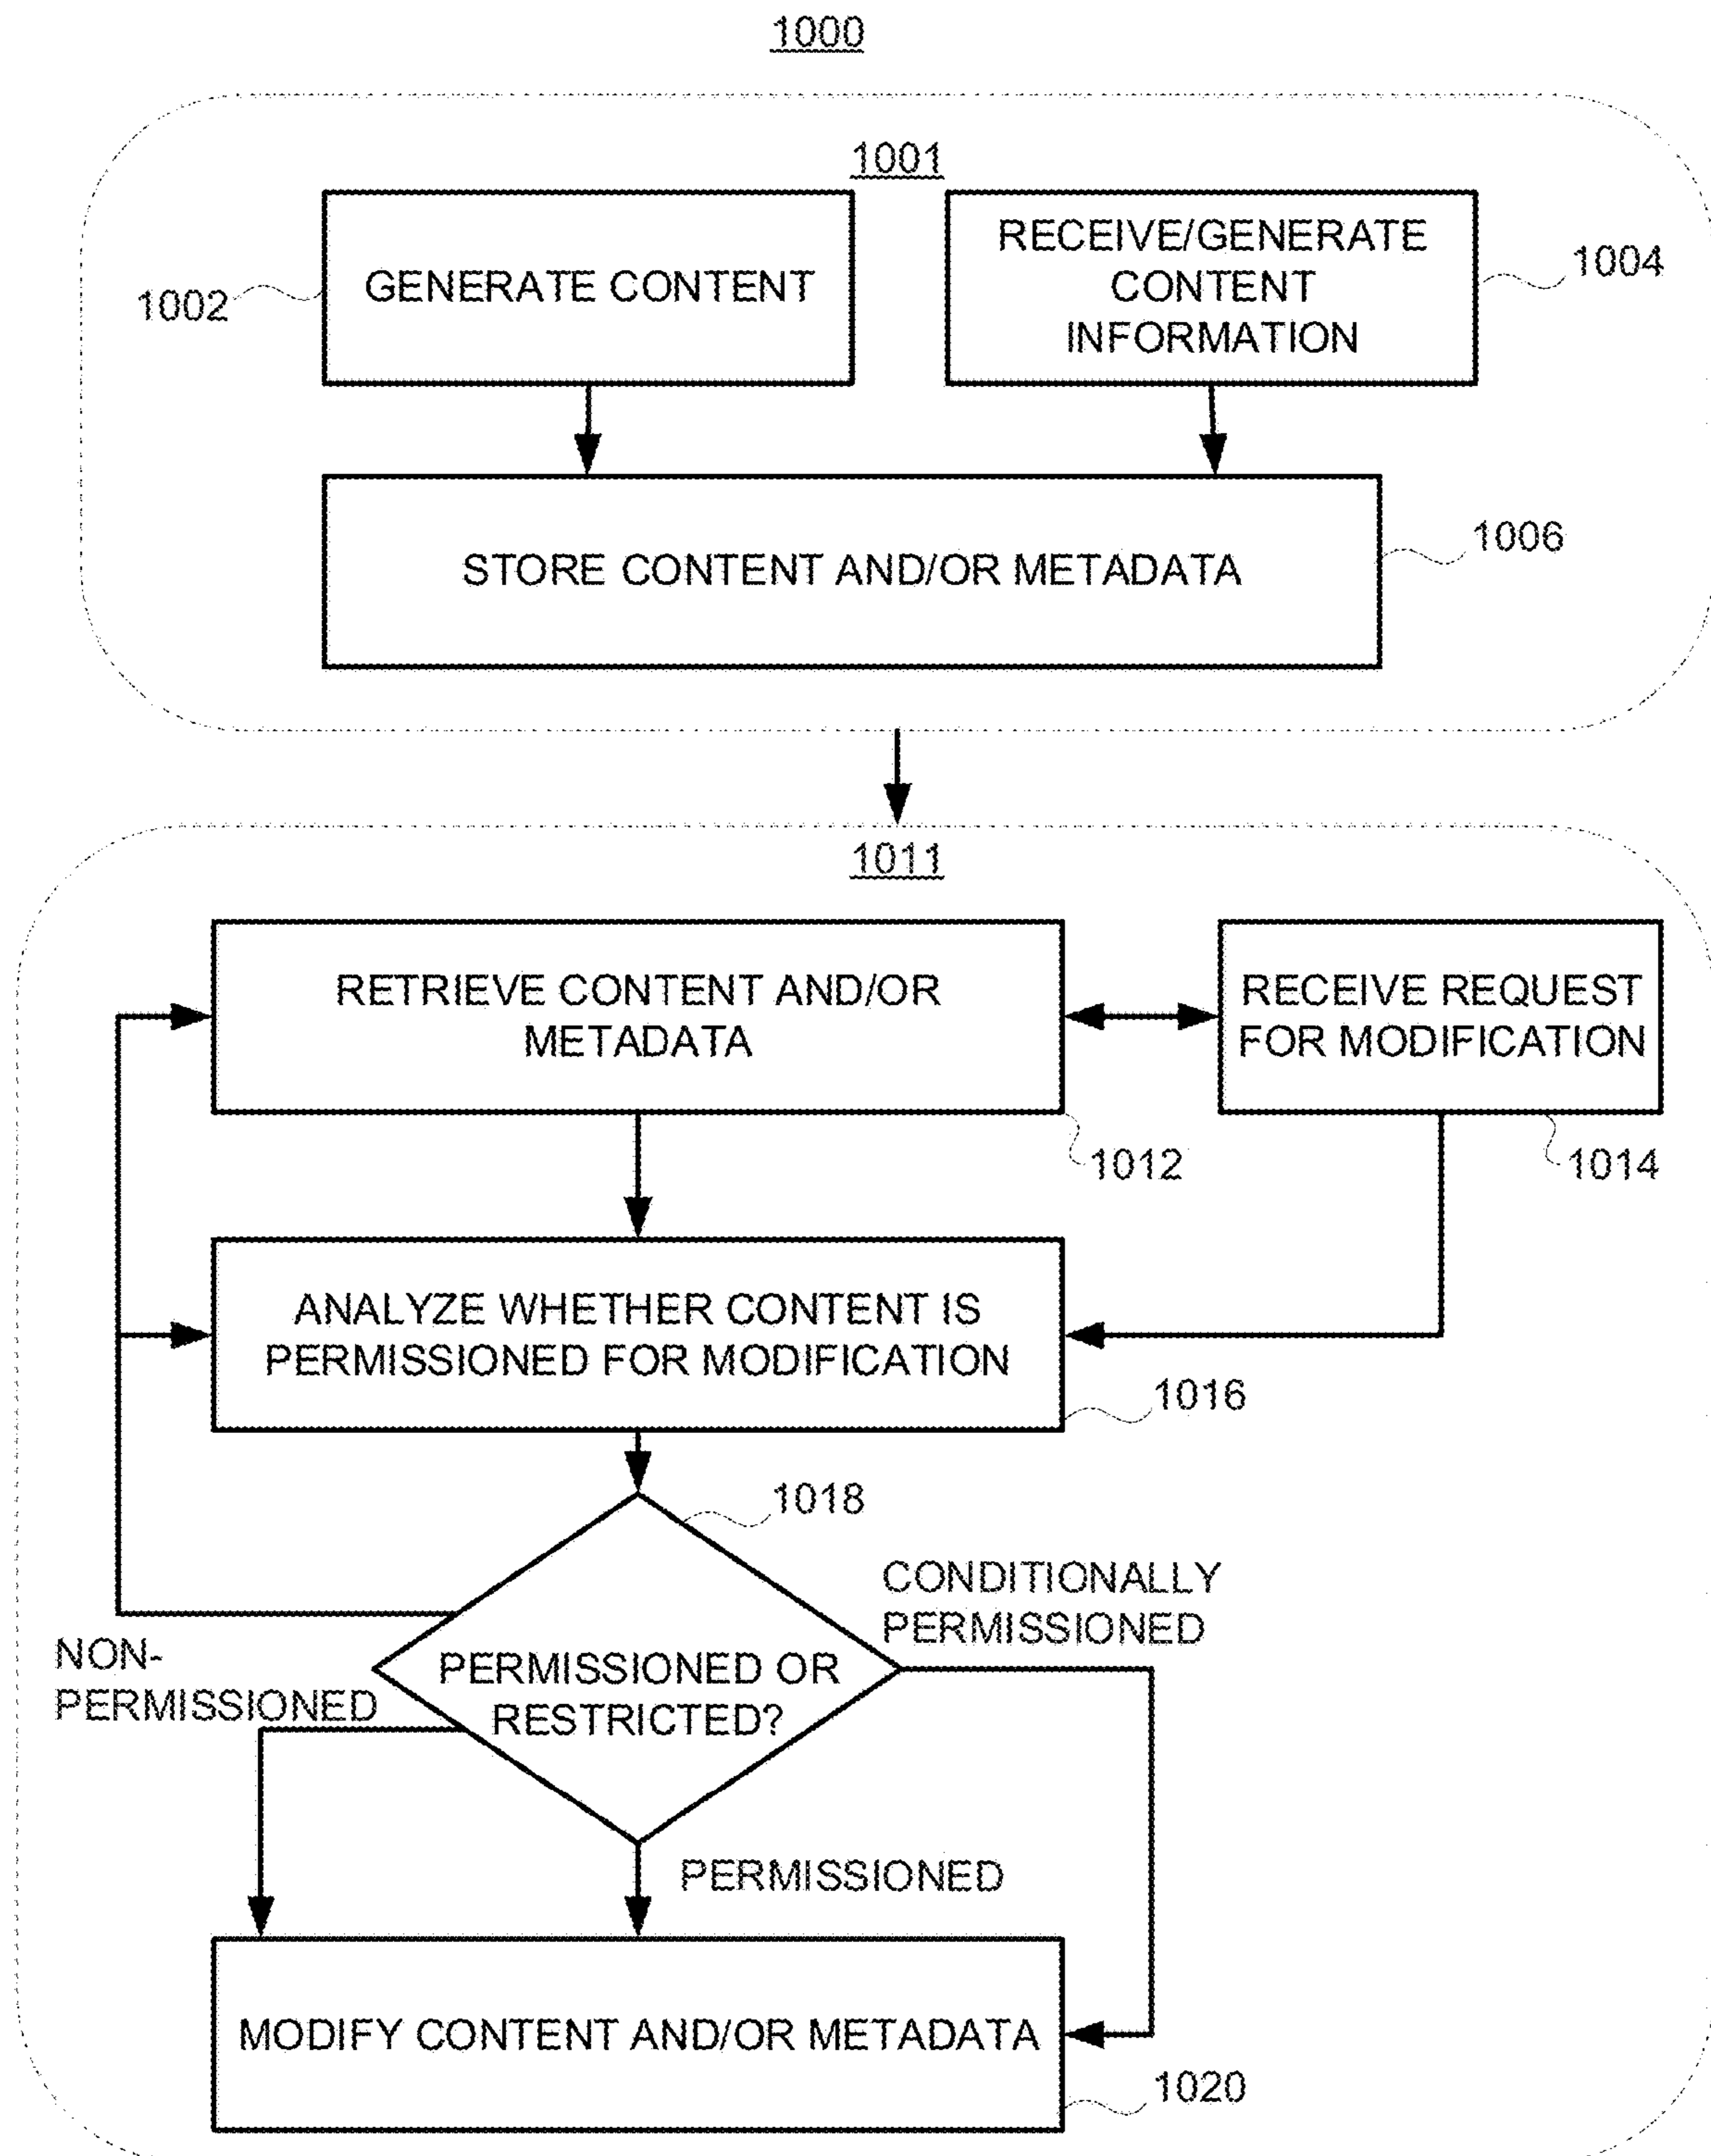 1000
1001
GENERATE CONTENT
1002
RECEIVE/GENERATE
CONTENT
INFORMATION
1004
STORE CONTENT AND/OR METADATA
1006
1011
RETRIEVE CONTENT AND/OR
METADATA
1012
RECEIVE REQUEST
FOR MODIFICATION
1014
ANALYZE WHETHER CONTENT IS
PERMISSIONED FOR MODIFICATION
1016
1018
CONDITIONALLY
PERMISSIONED
NON-
PERMISSIONED
PERMISSIONED OR
RESTRICTED?
PERMISSIONED
MODIFY CONTENT AND/OR METADATA
1020